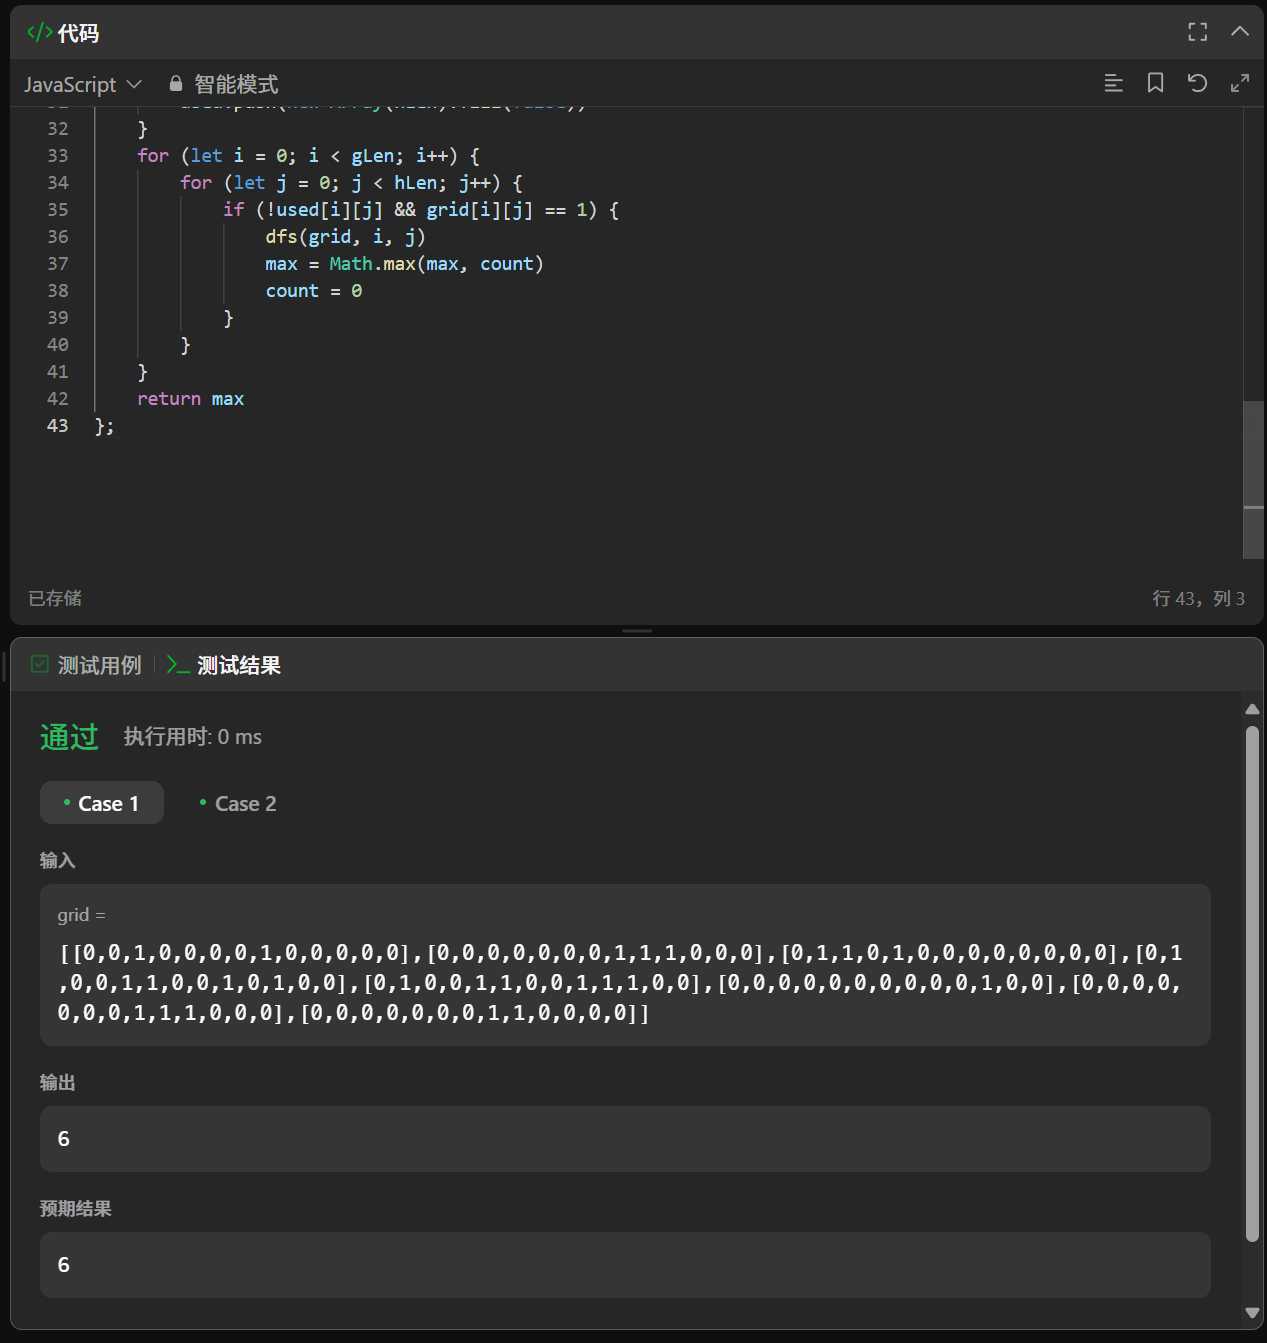 </> 代码
JavaScript 智能模式
32 }
33 for (let i = 0; i < gLen; i++) {
34 for (let j = 0; j < hLen; j++) {
35 if (!used[i][j] && grid[i][j] == 1) {
36 dfs(grid, i, j)
37 max = Math.max(max, count)
38 count = 0
39 }
40 }
41 }
42 return max
43 };
已存储 行 43，列 3
测试用例 >_ 测试结果
通过 执行用时: 0 ms
Case 1 Case 2
输入
grid =
[[0,0,1,0,0,0,0,1,0,0,0,0,0],[0,0,0,0,0,0,0,1,1,1,0,0,0],[0,1,1,0,1,0,0,0,0,0,0,0,0],[0,1
,0,0,1,1,0,0,1,0,1,0,0],[0,1,0,0,1,1,0,0,1,1,1,0,0],[0,0,0,0,0,0,0,0,0,0,1,0,0],[0,0,0,0,
0,0,0,1,1,1,0,0,0],[0,0,0,0,0,0,0,1,1,0,0,0,0]]
输出
6
预期结果
6